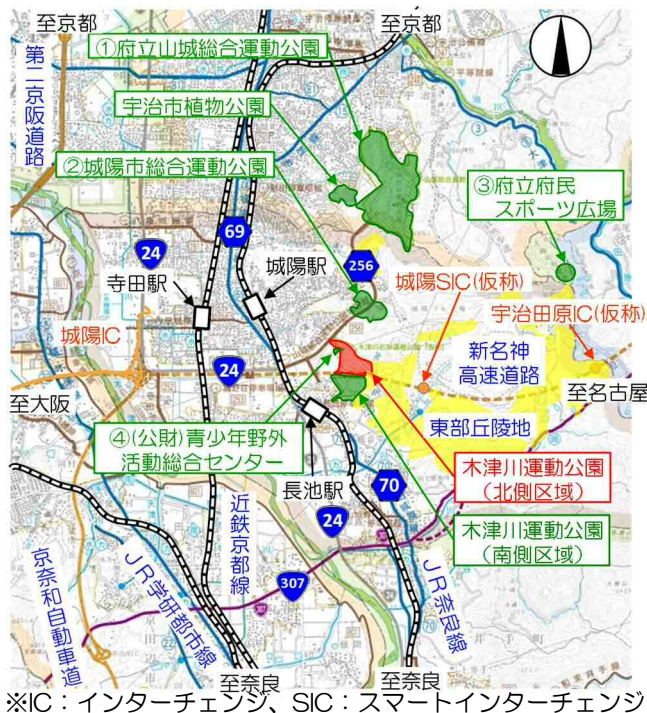 至京都
至京都
①府立山城総合運動公園
第二京阪道路
宇治市植物公園
②城陽市総合運動公園
③府立府民
スポーツ広場
69
24
256
城陽駅
寺田駅
城陽SIC(仮称)
宇治田原IC(仮称)
城陽IC
新名神
高速道路
24
至大阪
至名古屋
東部丘陵地
④(公財)青少年野外
活動総合センター
木津川運動公園
(北側区域)
長池駅
70
近鉄京都線
24
木津川運動公園
(南側区域)
京奈和自動車道
JR学研都市線
307
JR奈良線
至奈良
至奈良
※IC:インターチェンジ、SIC:スマートインターチェンジ